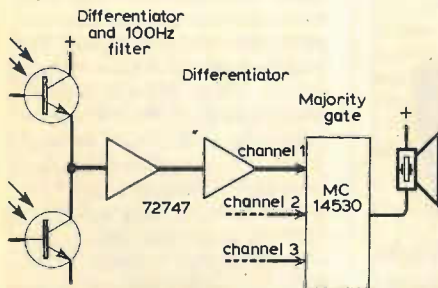 Differentiator
and 100Hz
filter
+
Differentiator
Majority
gate
+
channel 1
72747
channel 2
MC
14530
channel 3